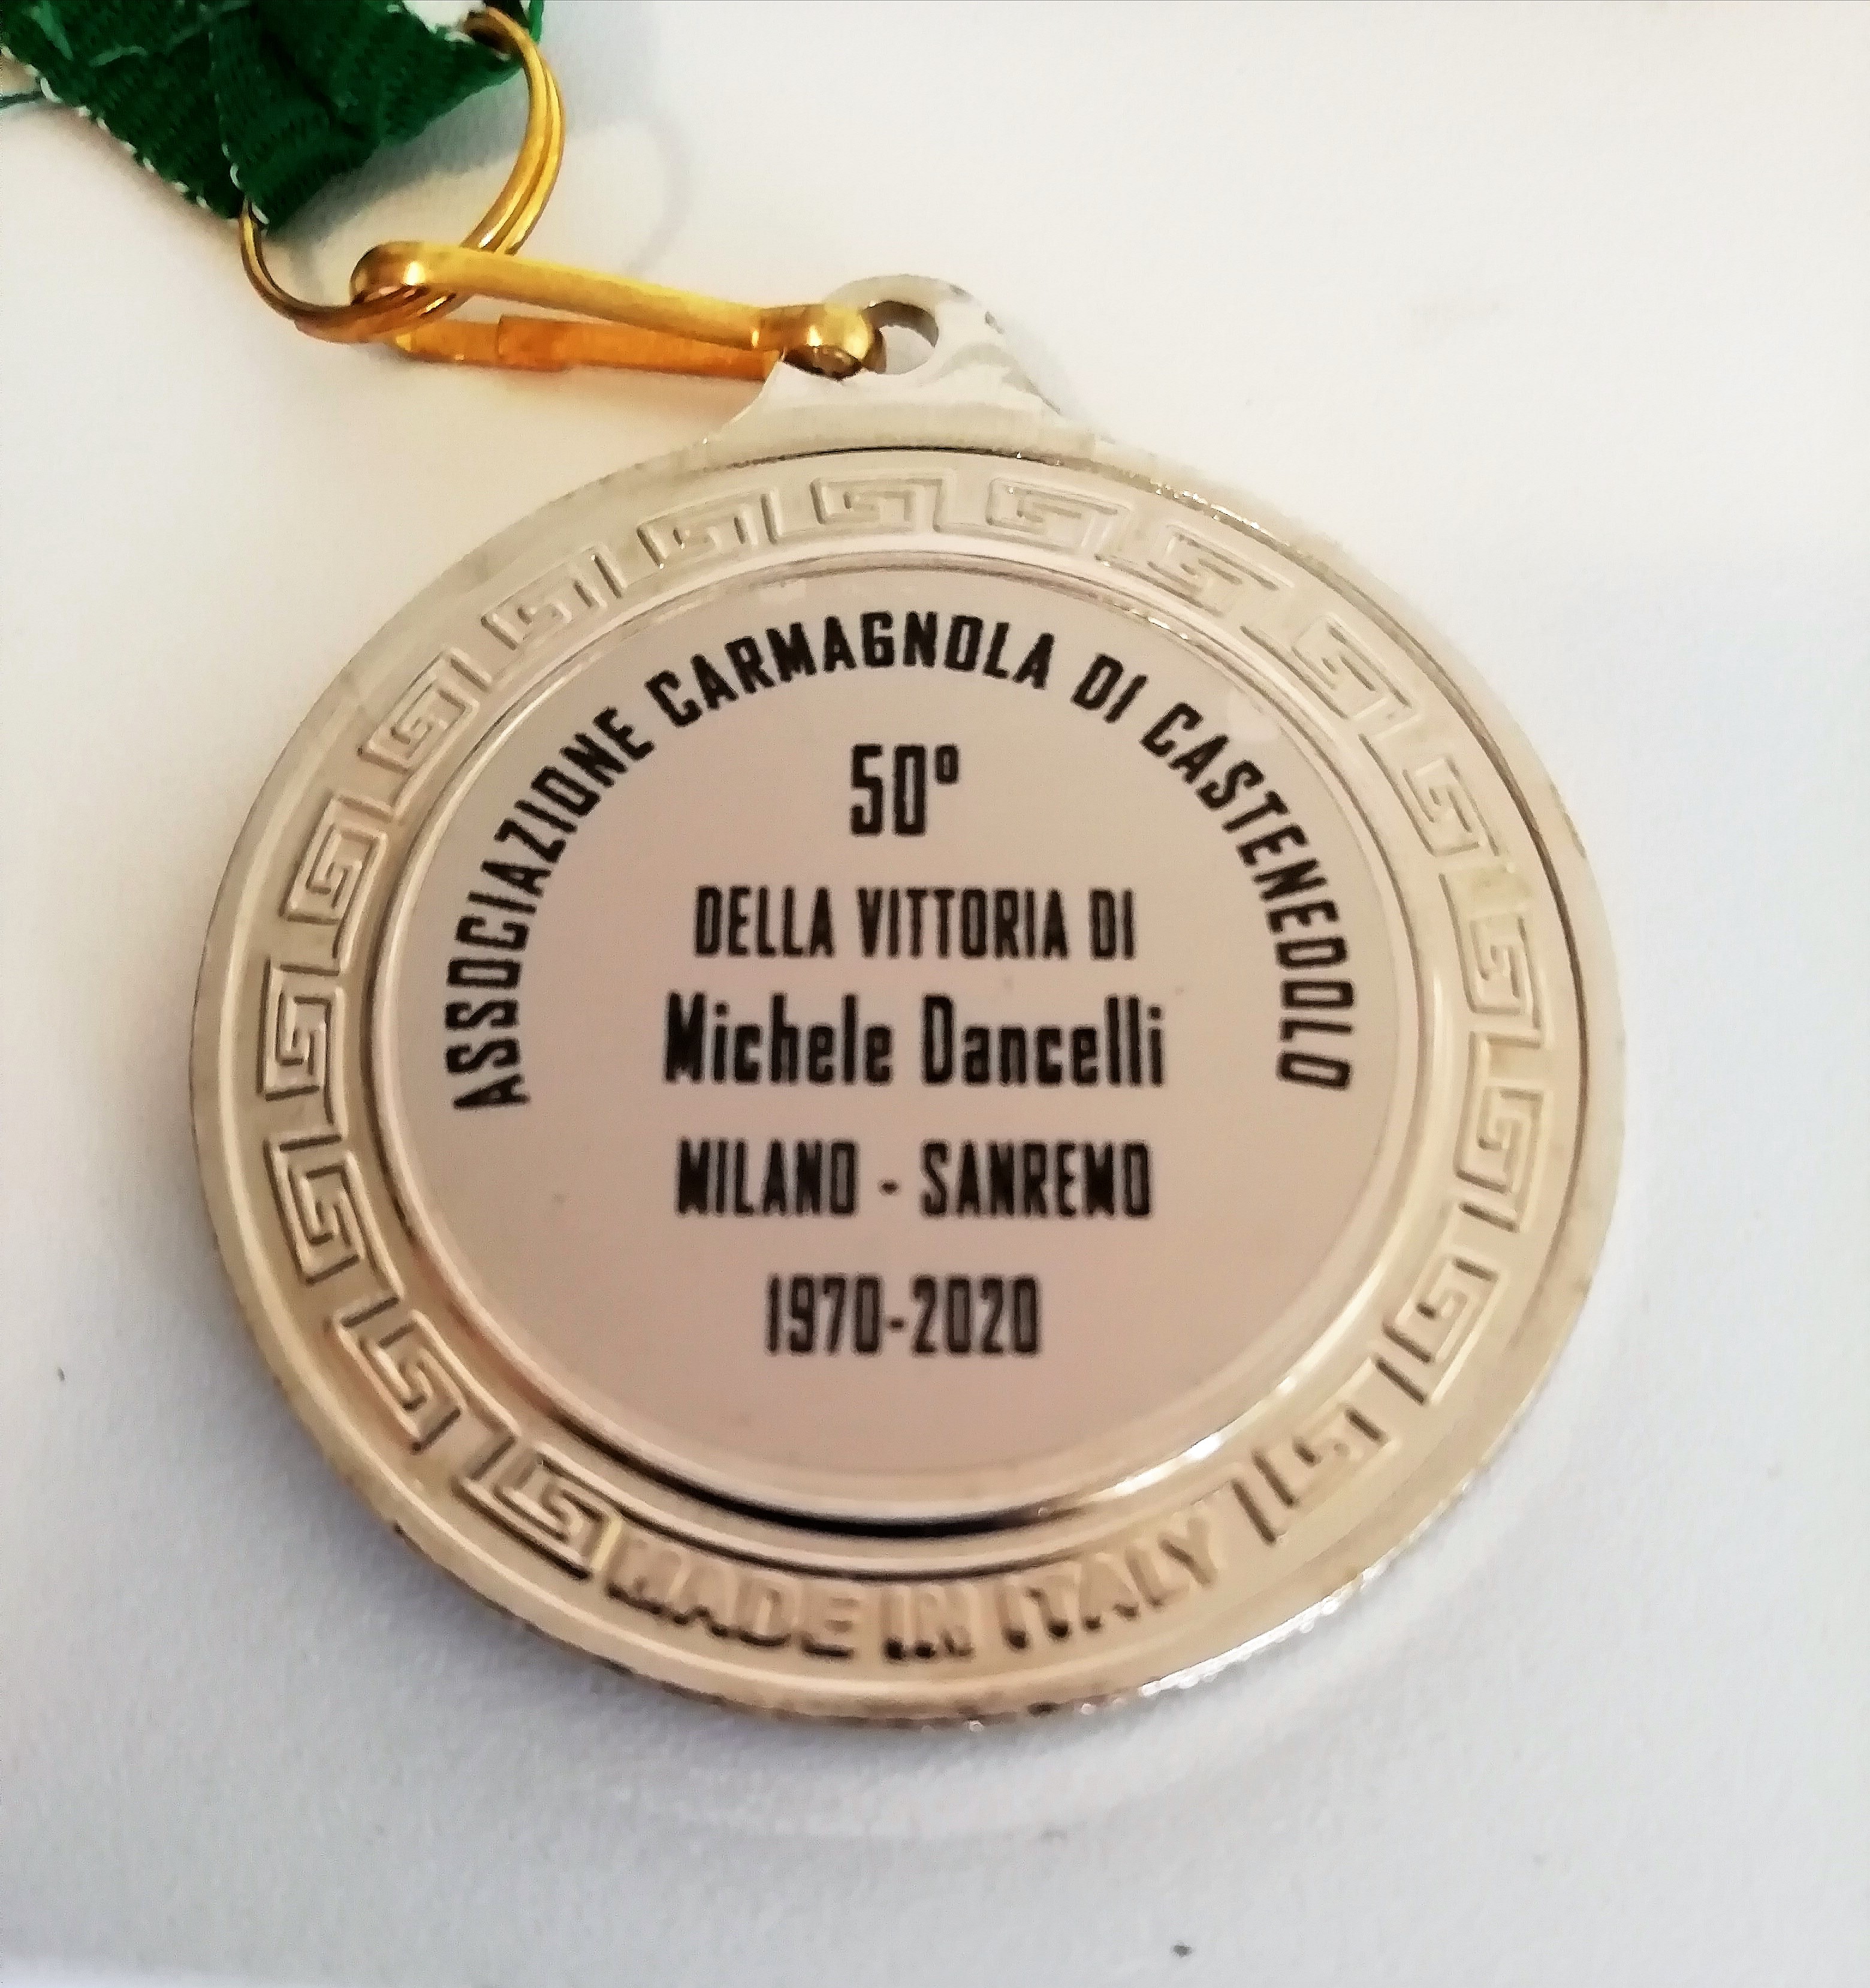 ASSOCIAZIONE CARMAGNOLA DI CASTENEDOLO
50°
DELLA VITTORIA DI
Michele Dancelli
MILANO - SANREMO
1970-2020
MADE IN ITALY